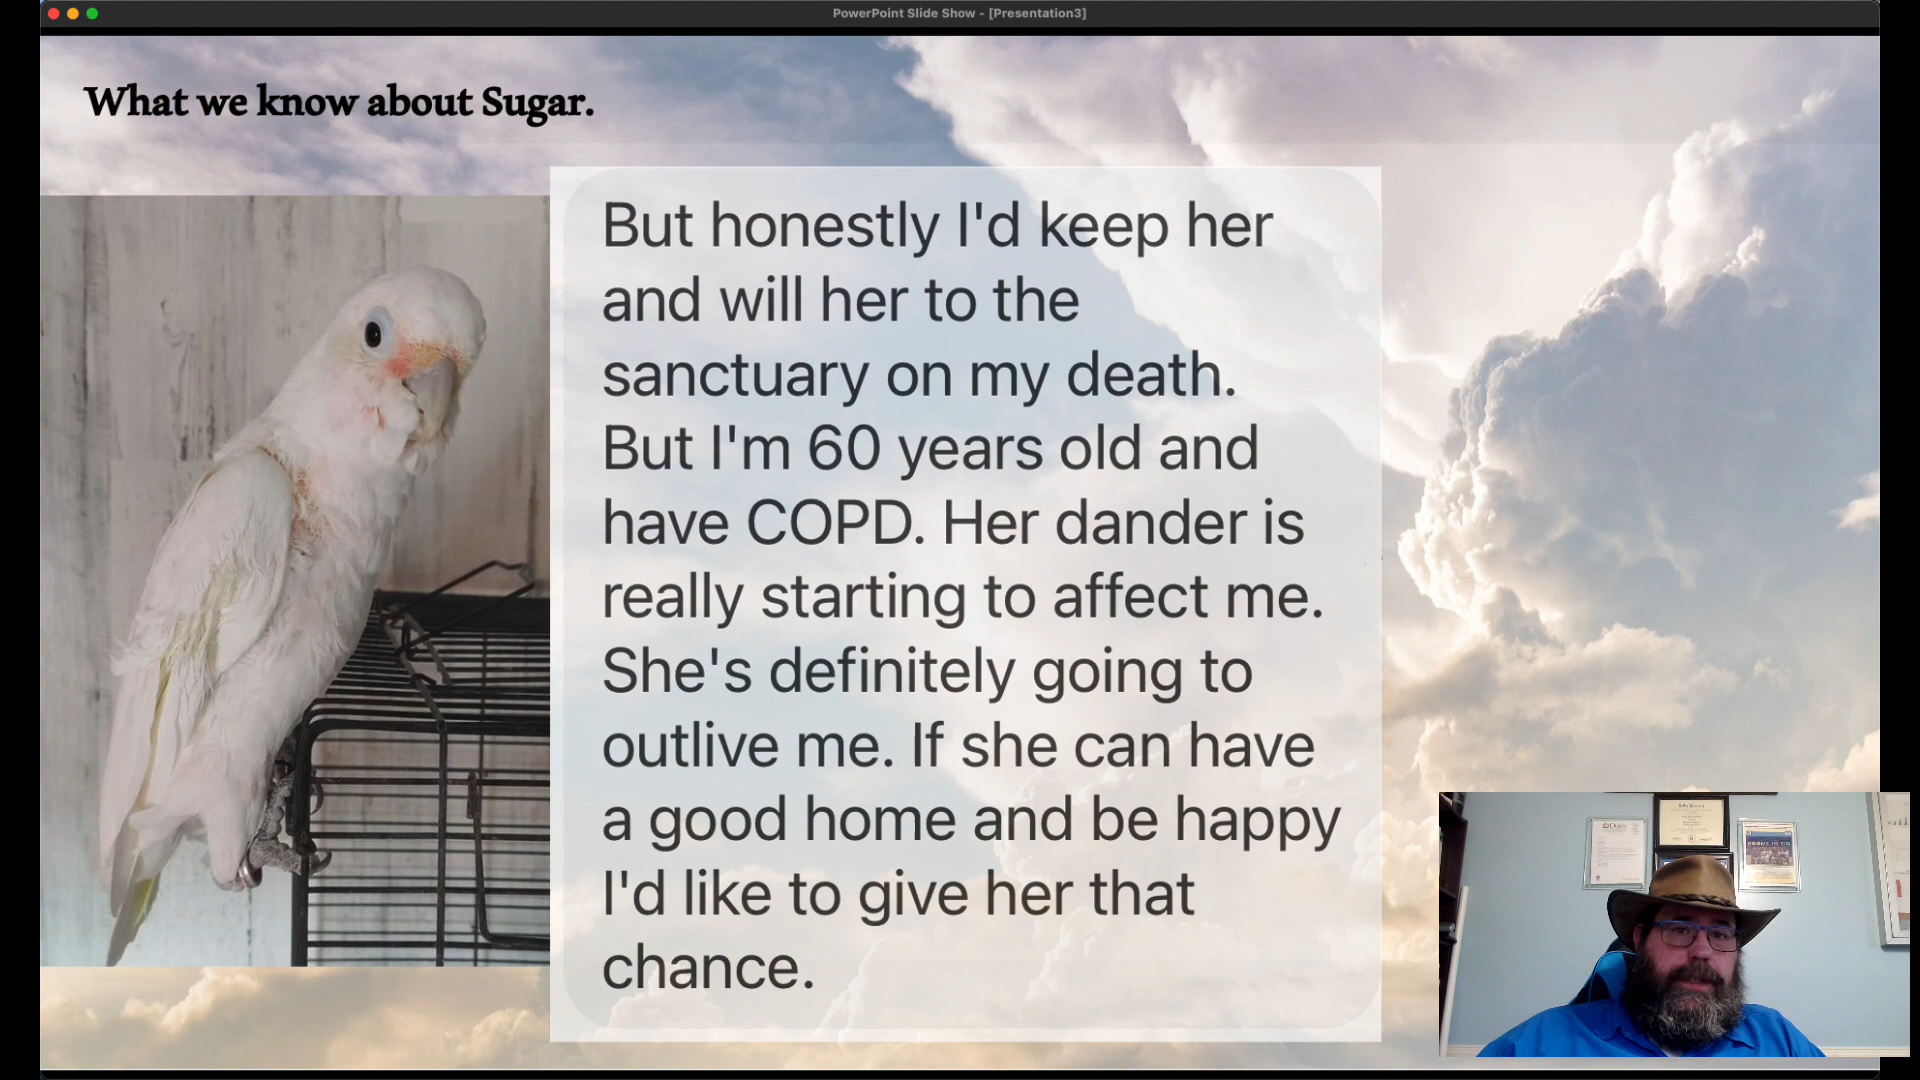 PowerPoint Slide Show - [Presentation3]
What we know about Sugar.
But honestly I'd keep her
and will her to the
sanctuary on my death.
But I'm 60 years old and
have COPD. Her dander is
really starting to affect me.
She's definitely going to
outlive me. If she can have
a good home and be happy
I'd like to give her that
chance.